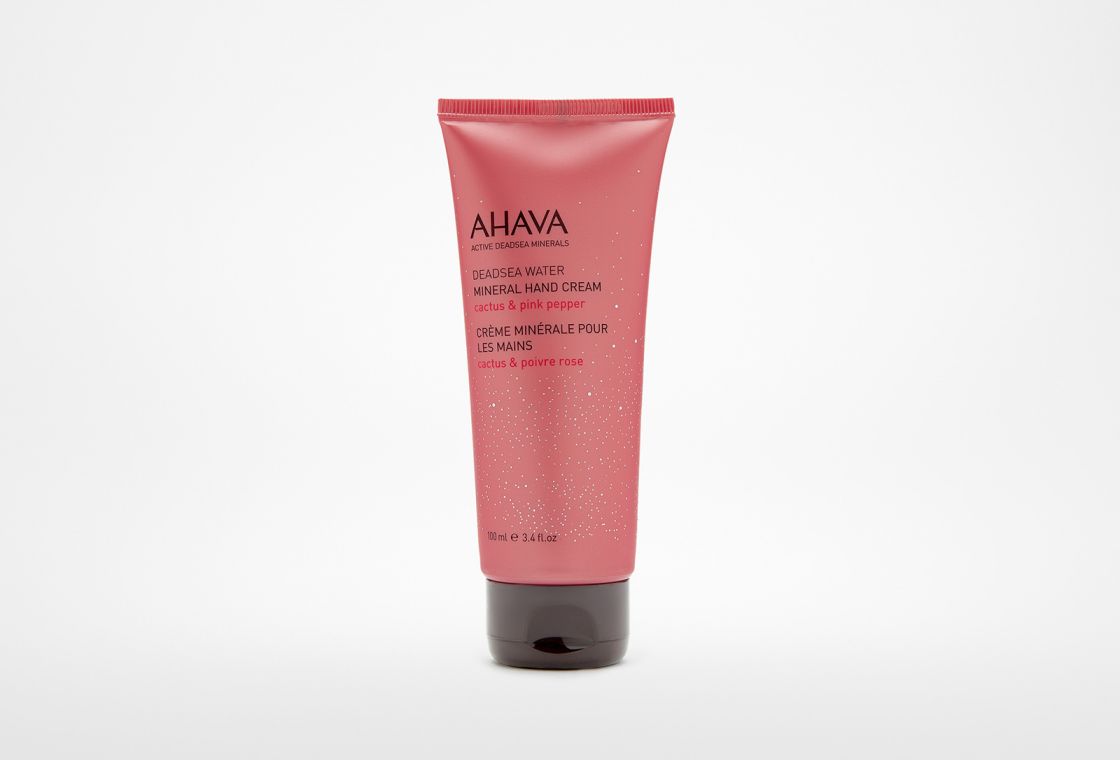 AHAVA
ACTIVE DEADSEA MINERALS
DEADSEA WATER
MINERAL HAND CREAM
cactus & pink pepper
CRÈME MINÉRALE POUR
LES MAINS
cactus & poivre rose
100 ml ℮ 3.4 fl.oz